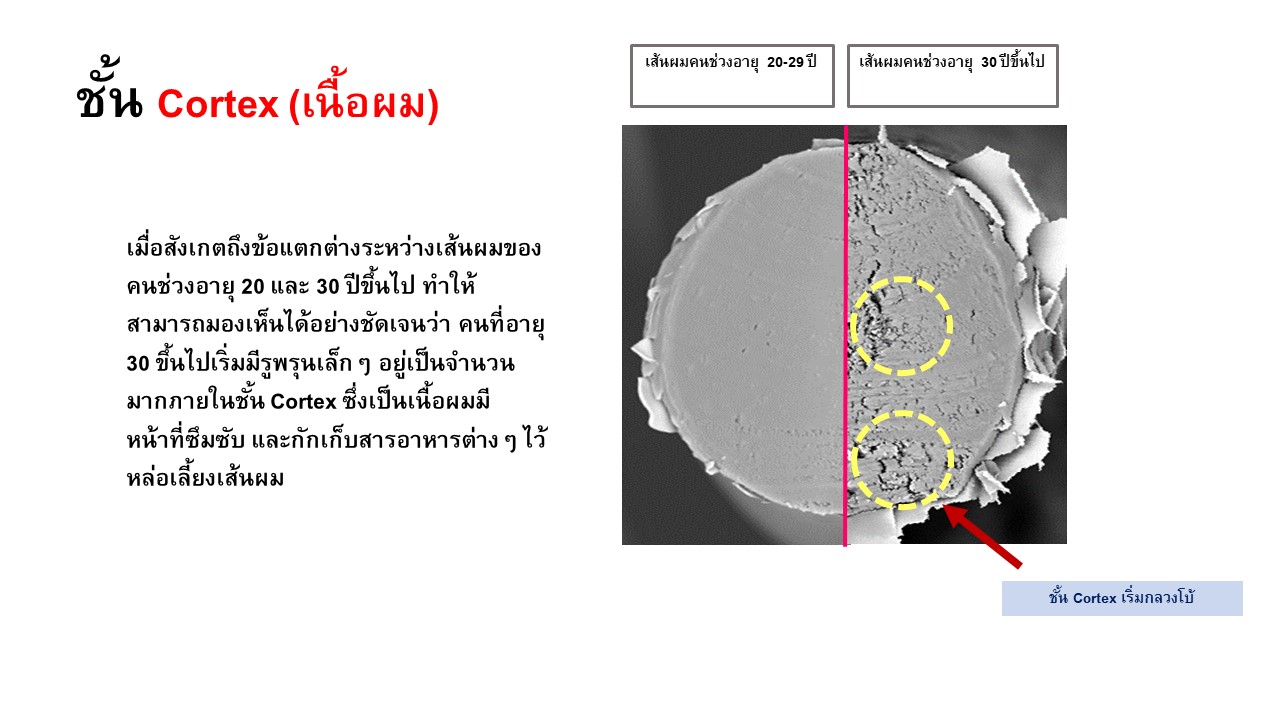 ชั้น Cortex (เนื้อผม)
เส้นผมคนช่วงอายุ 20-29 ปี
เส้นผมคนช่วงอายุ 30 ปีขึ้นไป
เมื่อสังเกตถึงข้อแตกต่างระหว่างเส้นผมของ
คนช่วงอายุ 20 และ 30 ปีขึ้นไป ทำให้
สามารถมองเห็นได้อย่างชัดเจนว่า คนที่อายุ
30 ขึ้นไปเริ่มมีรูพรุนเล็ก ๆ อยู่เป็นจำนวน
มากภายในชั้น Cortex ซึ่งเป็นเนื้อผมมี
หน้าที่ซึมซับ และกักเก็บสารอาหารต่าง ๆ ไว้
หล่อเลี้ยงเส้นผม
ชั้น Cortex เริ่มกลวงโบ้